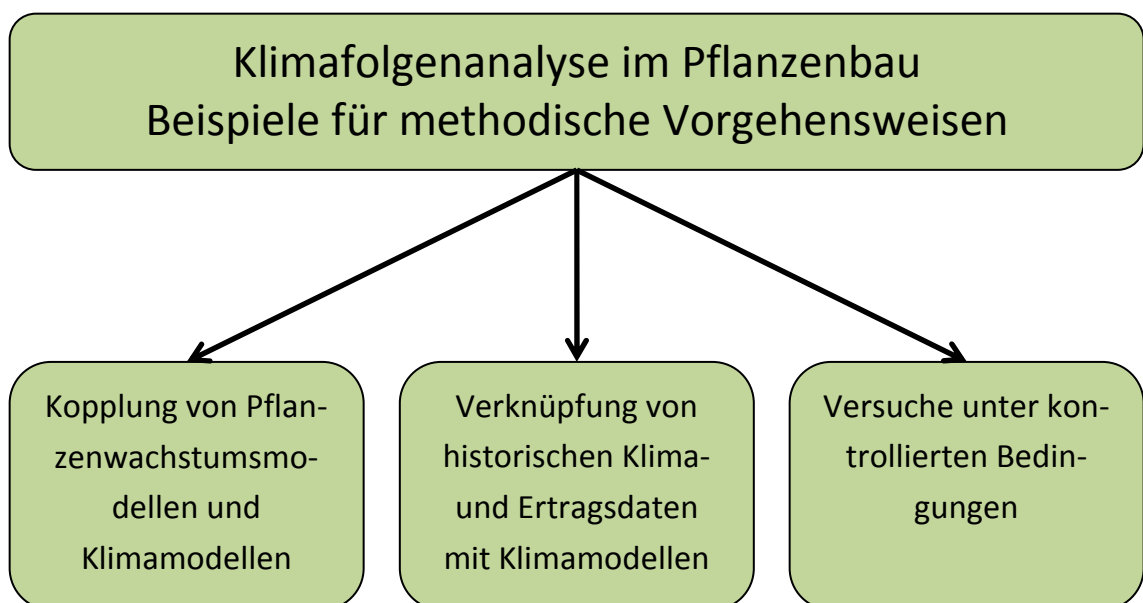 Klimafolgenanalyse im Pflanzenbau
Beispiele für methodische Vorgehensweisen
Kopplung von Pflan-
zenwachstumsmo-
dellen und
Klimamodellen
Verknüpfung von
historischen Klima-
und Ertragsdaten
mit Klimamodellen
Versuche unter kon-
trollierten Bedin-
gungen